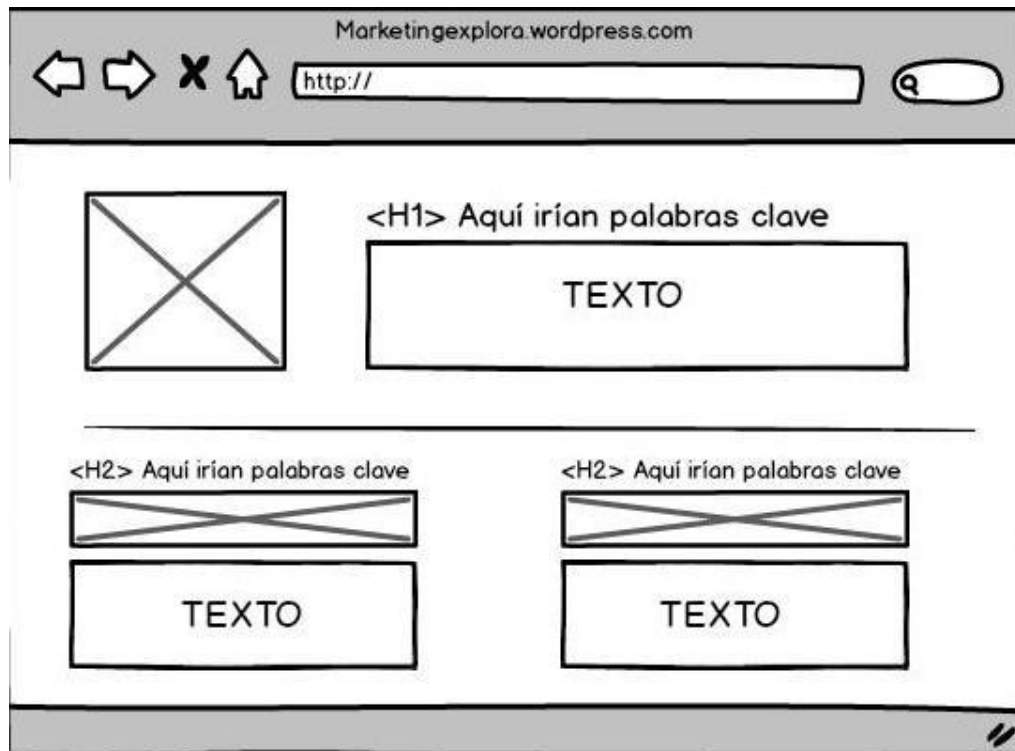 Marketingexplora.wordpress.com
http://
<H1> Aquí irían palabras clave
TEXTO
<H2> Aquí irían palabras clave
TEXTO
<H2> Aquí irían palabras clave
TEXTO